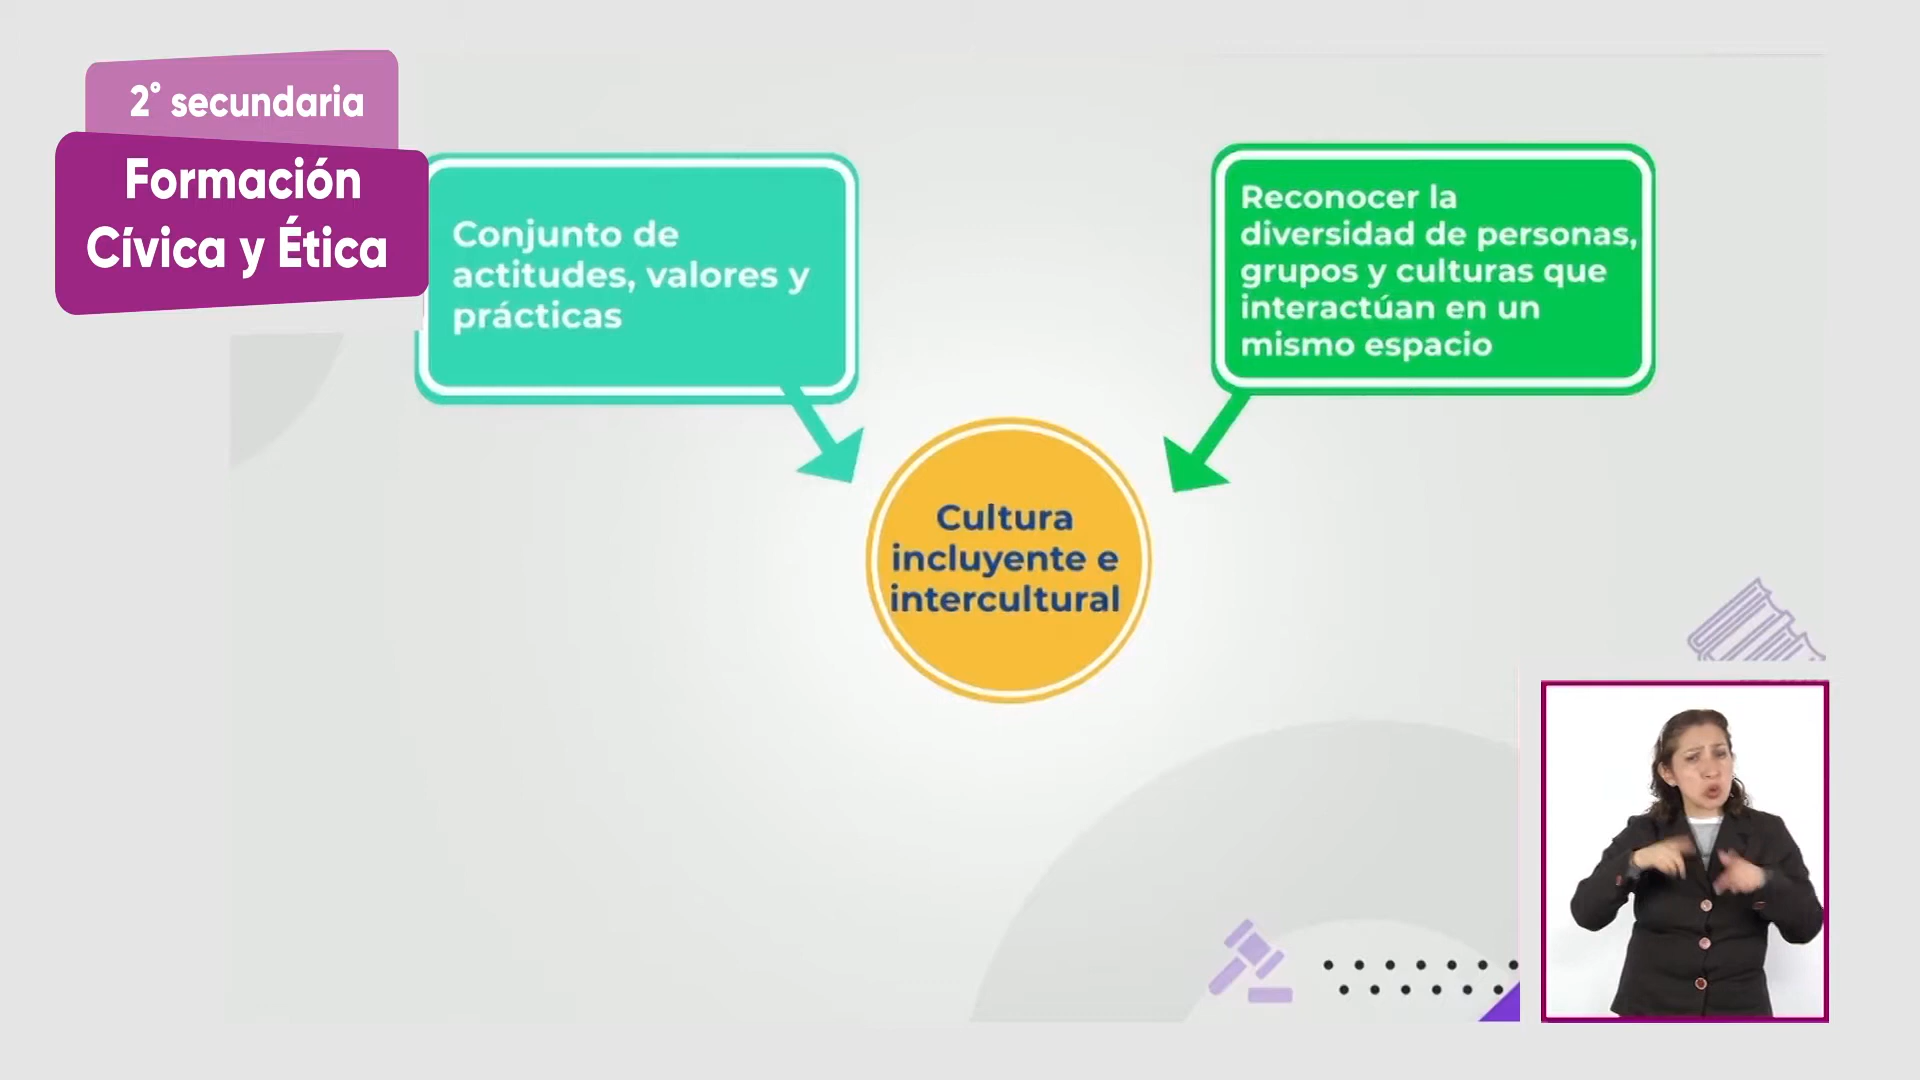 2° secundaria
Formación
Cívica y Ética
Conjunto de
actitudes, valores y
prácticas
Reconocer la
diversidad de personas,
grupos y culturas que
interactúan en un
mismo espacio
Cultura
incluyente e
intercultural